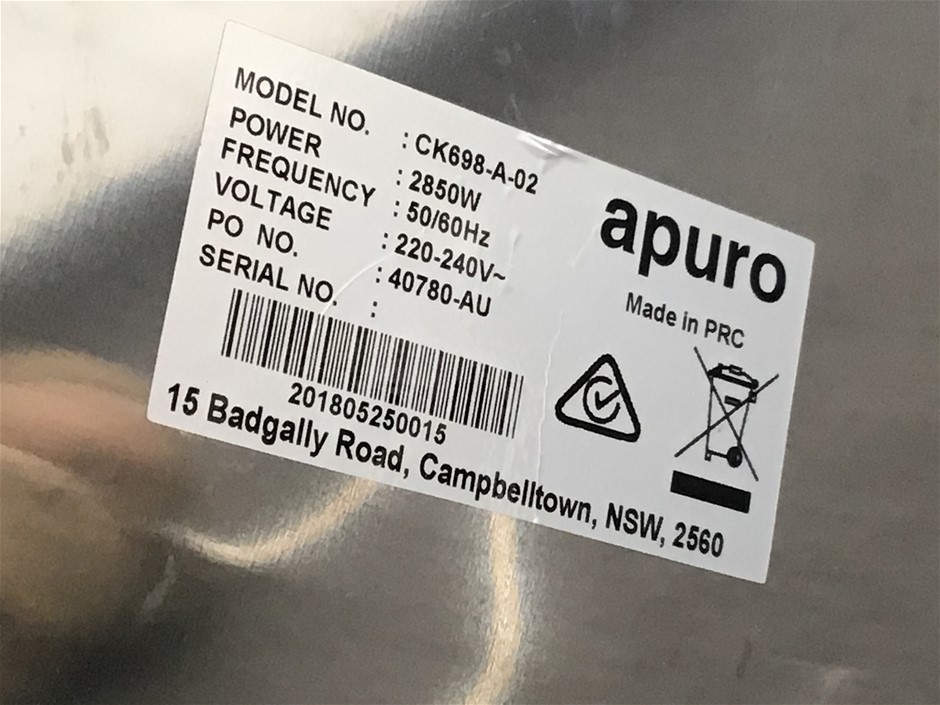 MODEL NO. : CK698-A-02
POWER : 2850W
FREQUENCY : 50/60Hz
VOLTAGE : 220-240V~
PO NO. : 40780-AU
SERIAL NO. :
201805250015
15 Badgally Road, Campbelltown, NSW, 2560
apuro
Made in PRC